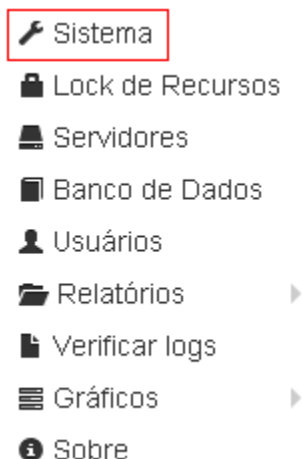 Sistema
Lock de Recursos
Servidores
Banco de Dados
Usuários
Relatórios
Verificar logs
Gráficos
Sobre